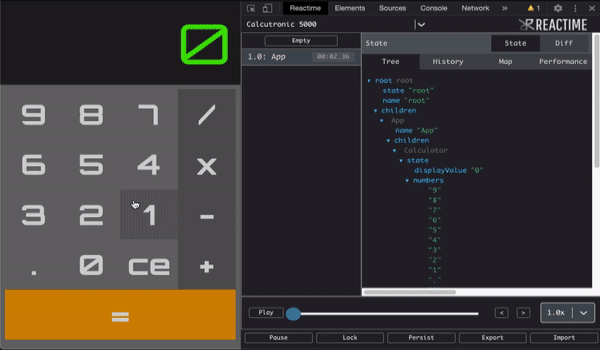 0
9 8 7 /
6 5 4 x
3 2 1 -
. 0 ce +
=
Reactime Elements Sources Console Network » 1
Calcutronic 5000
REACTIME
Empty
1.0: App 00:02.36
State State Diff
Tree History Map Performance
root root
state "root"
name "root"
children
App
name "App"
children
Calculator
state
displayValue "0"
numbers
"9"
"8"
"7"
"6"
"5"
"4"
"3"
"2"
"1"
"."
Play < > 1.0x
Pause Lock Persist Export Import